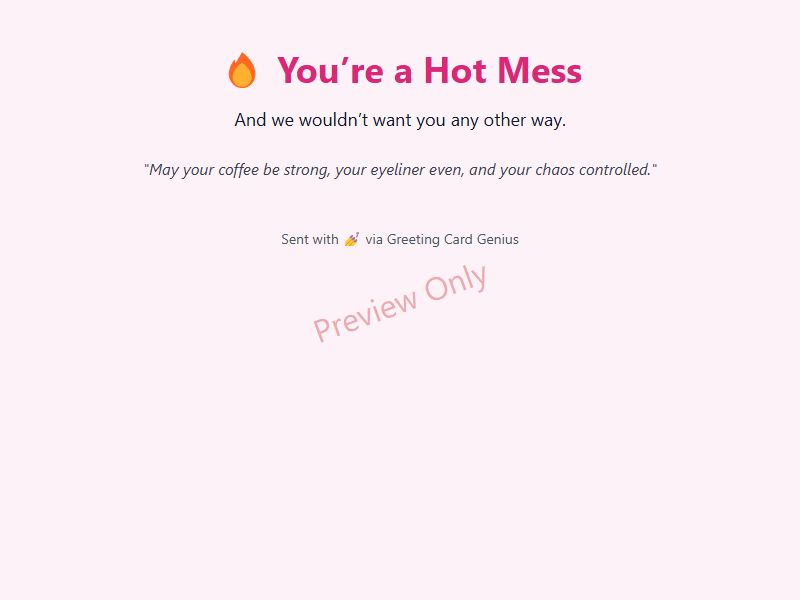 🔥 You’re a Hot Mess
And we wouldn’t want you any other way.
"May your coffee be strong, your eyeliner even, and your chaos controlled."
Sent with 💅 via Greeting Card Genius
Preview Only